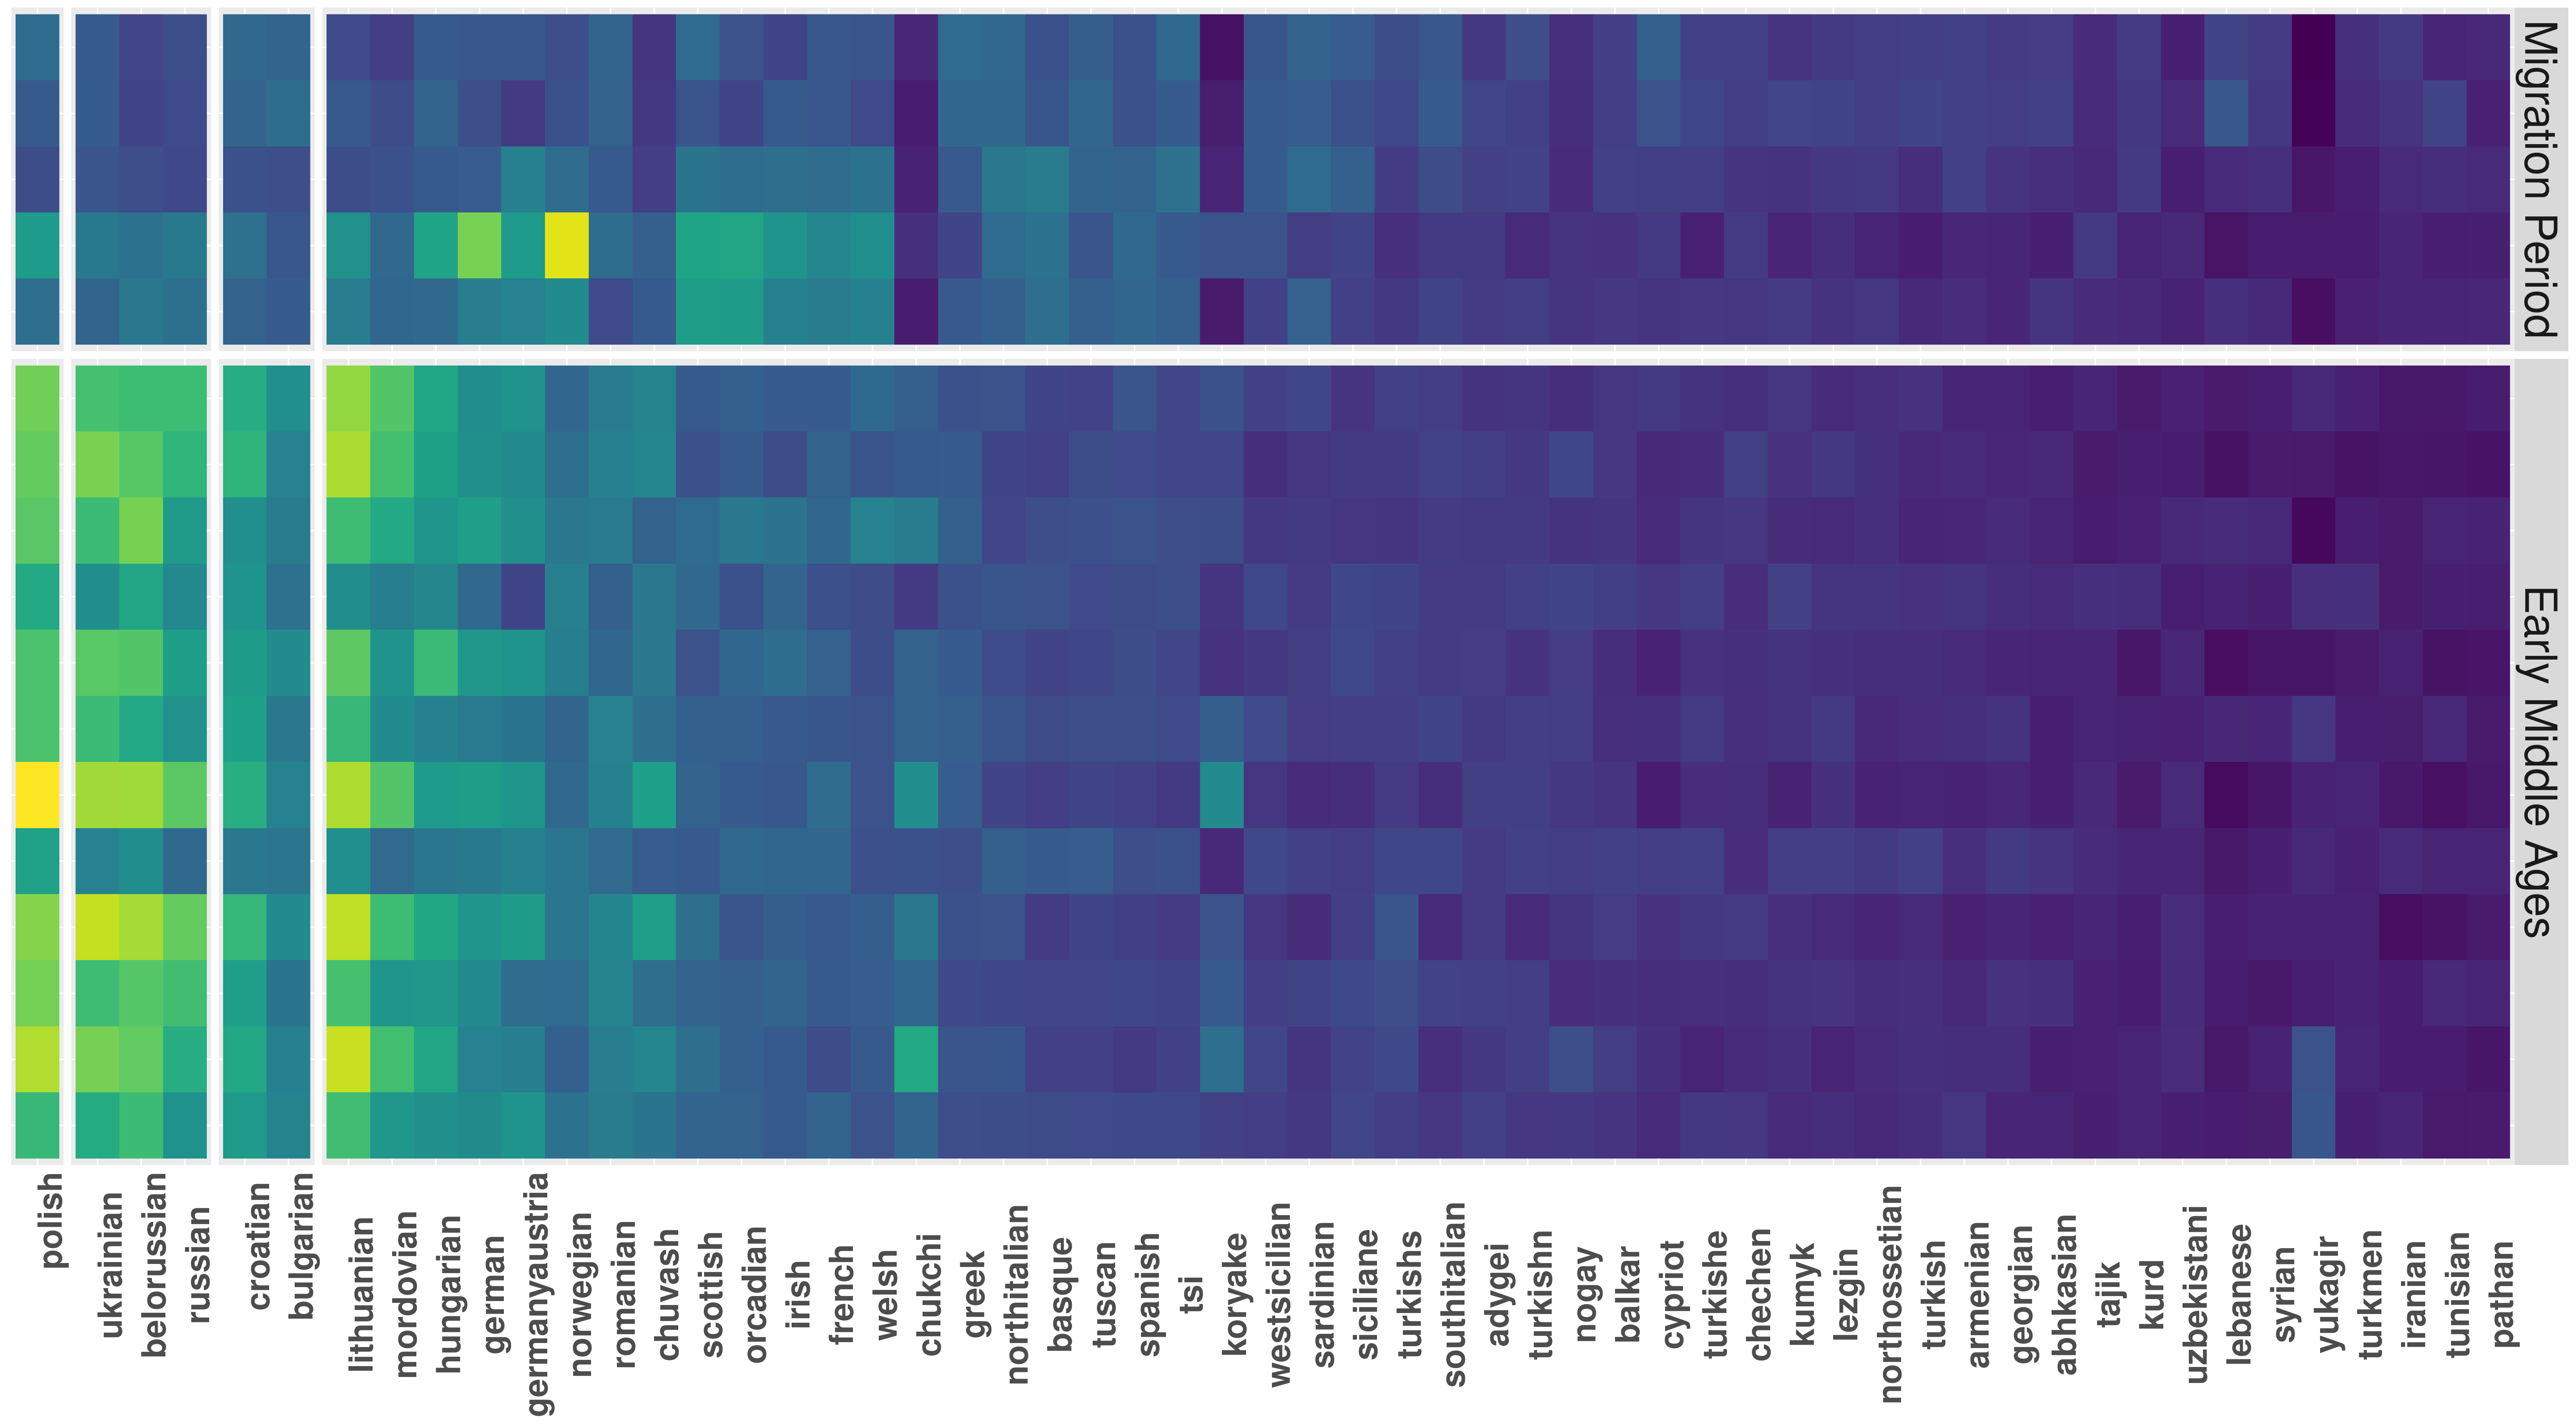 Migration Period
Early Middle Ages
polish
ukrainian
belorussian
russian
croatian
bulgarian
lithuanian
mordovian
hungarian
german
germanyaustria
norwegian
romanian
chuvash
scottish
orcadian
irish
french
welsh
chukchi
greek
northitalian
basque
tuscan
spanish
tsi
koryake
westsicilian
sardinian
siciliane
turkishs
southitalian
adygei
turkishn
nogay
balkar
cypriot
turkishe
chechen
kumyk
lezgin
northossetian
turkish
armenian
georgian
abhkasian
tajik
kurd
uzbekistani
lebanese
syrian
yukagir
turkmen
iranian
tunisian
pathan